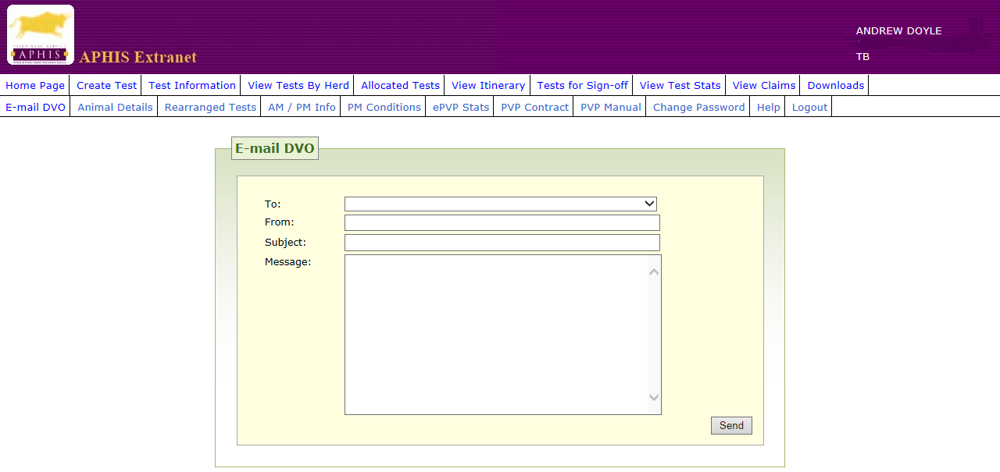 APHIS
APHIS Extranet
ANDREW DOYLE
TB
Home Page Create Test Test Information View Tests By Herd Allocated Tests View Itinerary Tests for Sign-off View Test Stats View Claims Downloads
E-mail DVO Animal Details Rearranged Tests AM / PM Info PM Conditions ePVP Stats PVP Contract PVP Manual Change Password Help Logout
E-mail DVO
To:
From:
Subject:
Message:
Send